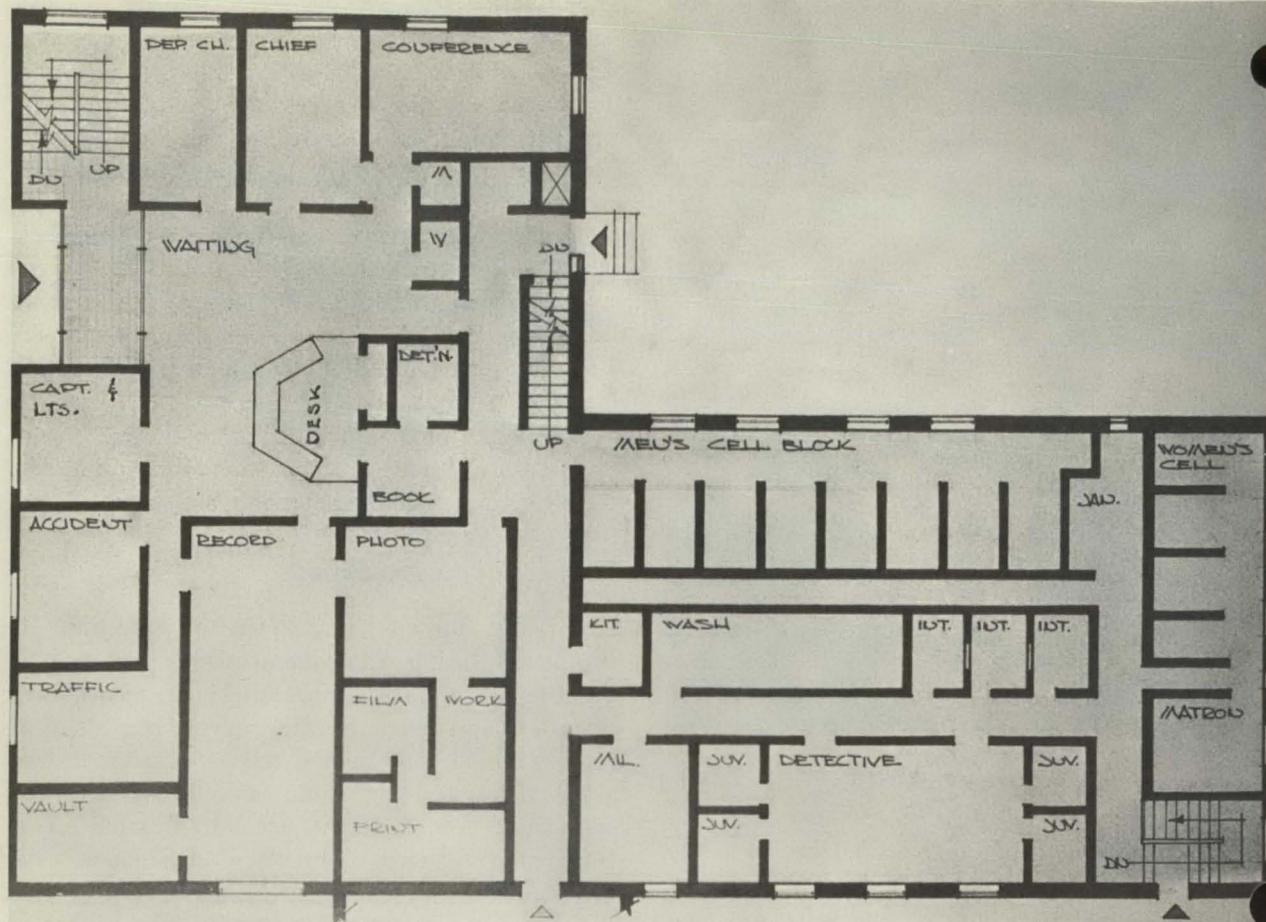 DEP. CH.
CHIEF
CONFERENCE
DN
UP
M
W
WAITING
DN
CAPT. &
LTS.
DET'N.
DESK
UP
BOOK
MEN'S CELL BLOCK
WOMEN'S
CELL
JAN.
ACCIDENT
RECORD
PHOTO
KIT.
WASH
INT.
INT.
INT.
TRAFFIC
FILM
WORK
MATRON
MIL.
JUV.
DETECTIVE
JUV.
VAULT
PRINT
JUV.
JUV.
DN